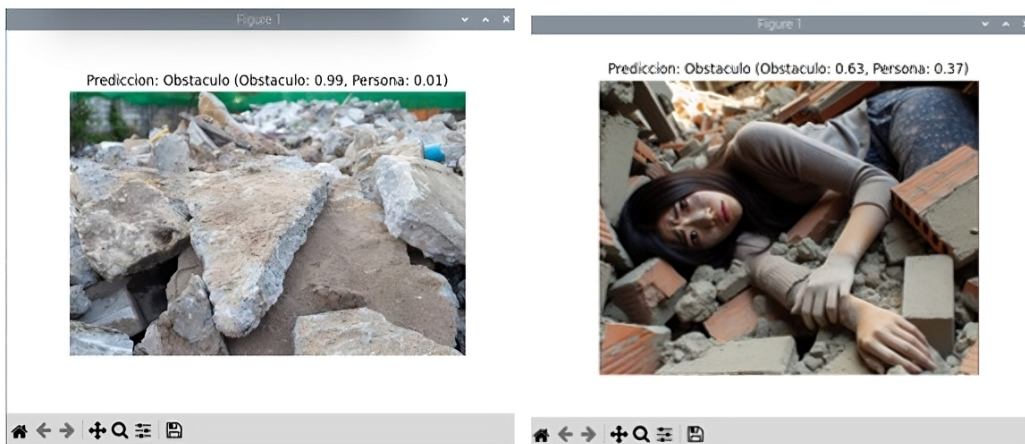 Figure 1
Prediccion: Obstaculo (Obstaculo: 0.99, Persona: 0.01)
Figure 1
Prediccion: Obstaculo (Obstaculo: 0.63, Persona: 0.37)